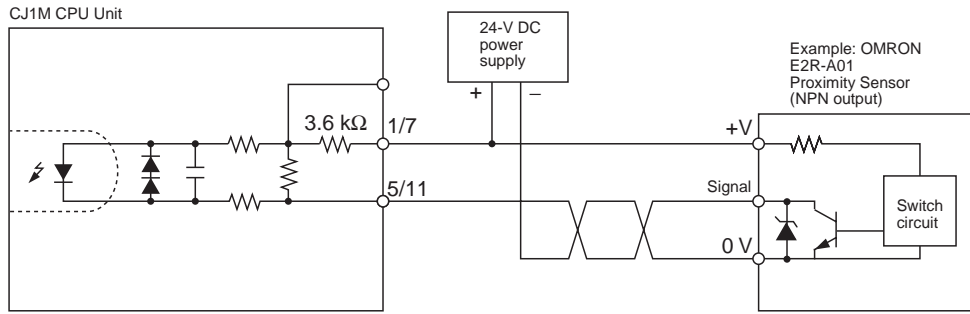 CJ1M CPU Unit
24-V DC
power
supply
+
−
Example: OMRON
E2R-A01
Proximity Sensor
(NPN output)
3.6 kΩ
1/7
+V
5/11
Signal
Switch
circuit
0 V